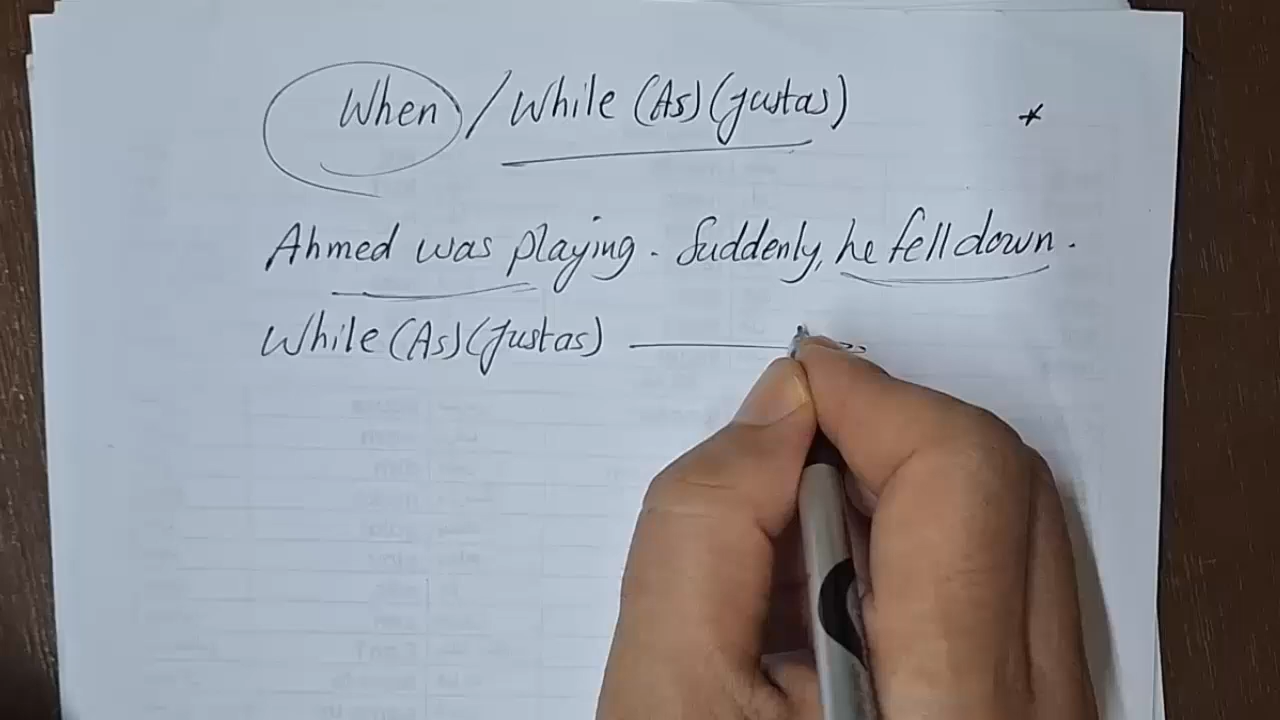 When / While (As) (Just as) *
Ahmed was playing. Suddenly, he fell down.
While (As) (Just as)